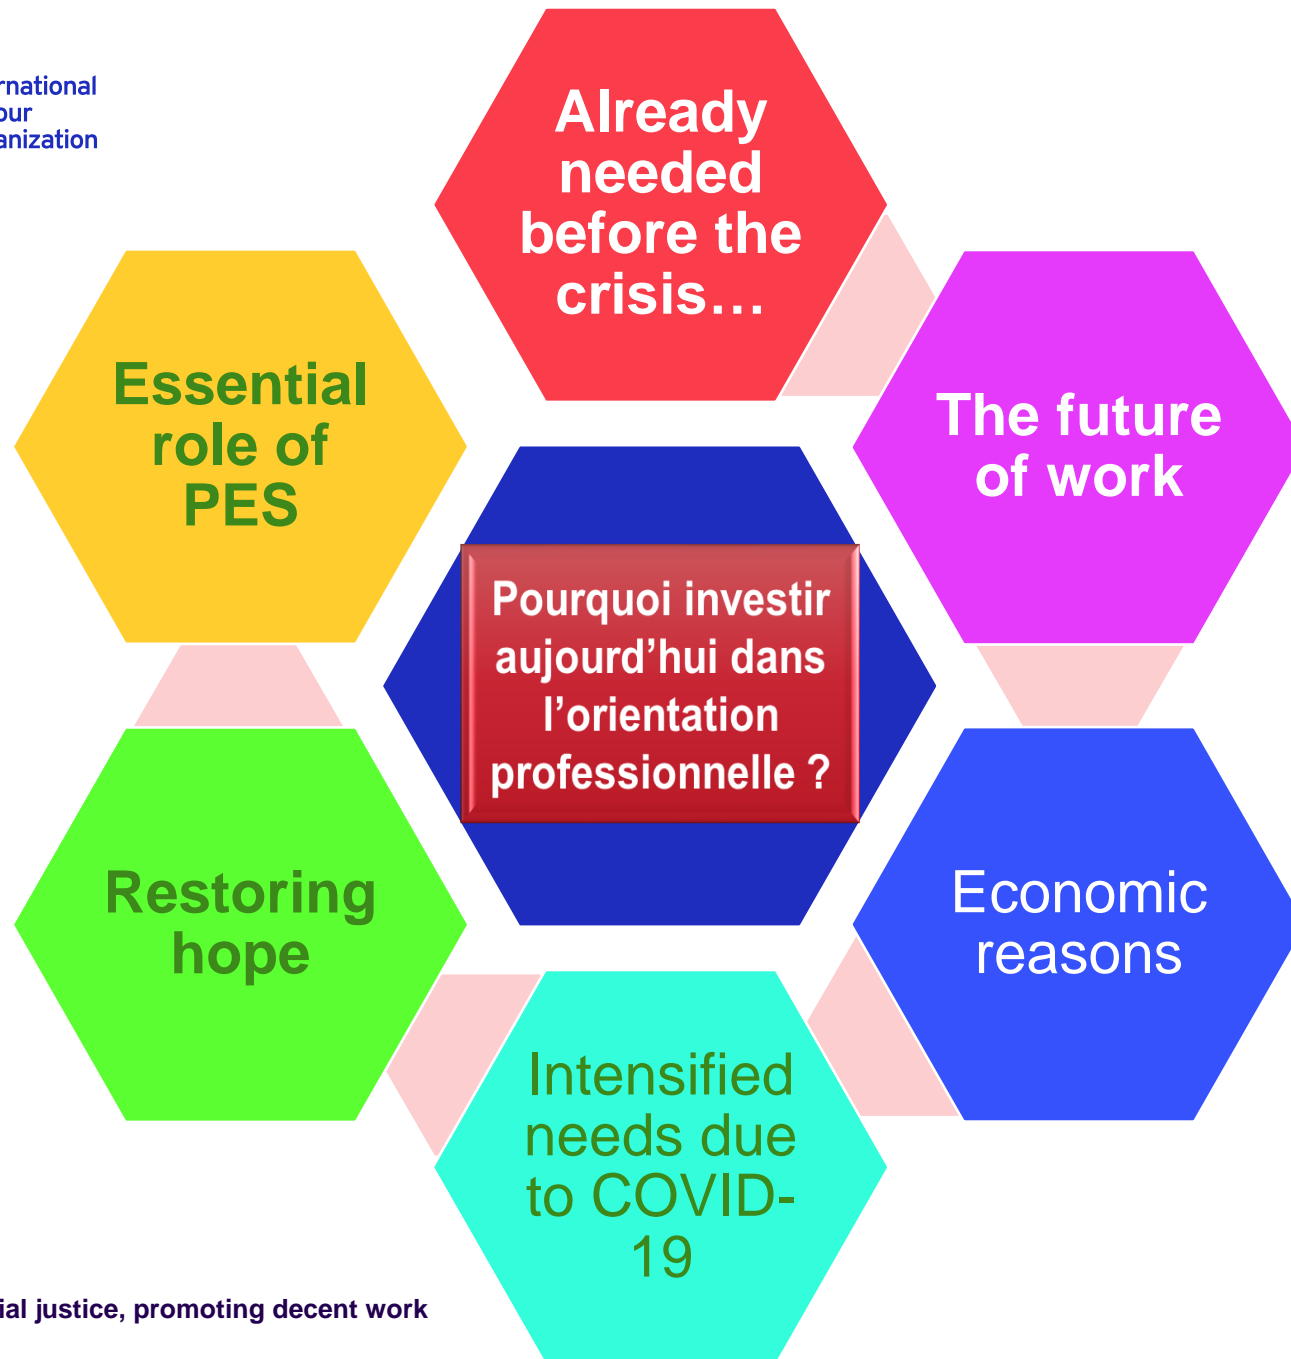 rnational
our
anization
Already
needed
before the
crisis…
The future
of work
Essential
role of
PES
Pourquoi investir
aujourd’hui dans
l’orientation
professionnelle ?
Economic
reasons
Restoring
hope
Intensified
needs due
to COVID-
19
ial justice, promoting decent work